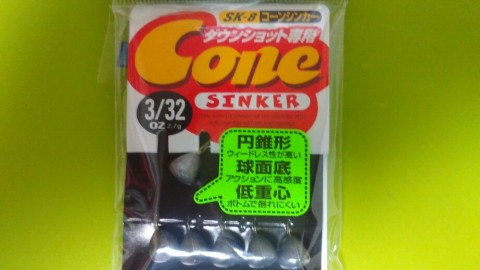 SK-8 コーンシンカー
ダウンショット専用
Cone
SINKER
3/32
OZ 2.7g
円錐形
ウィードレス性が高い
球面底
アクションに高感度
低重心
ボトムで倒れにくい